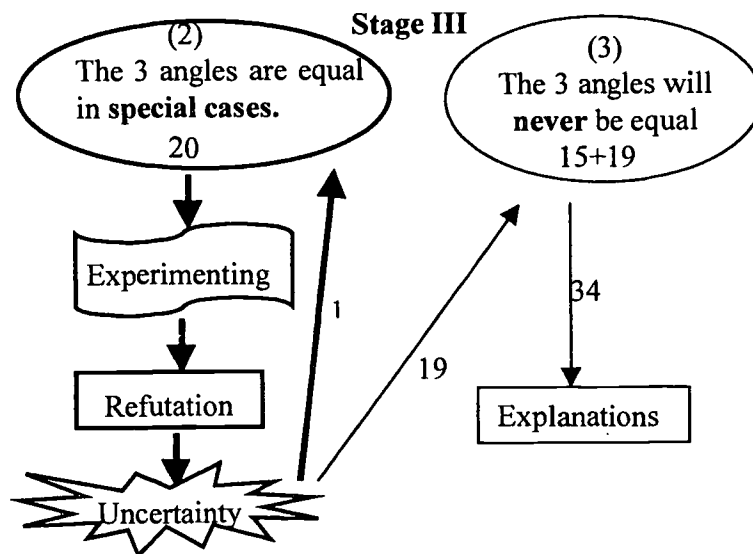 Stage III
(2)
The 3 angles are equal
in special cases.
20
(3)
The 3 angles will
never be equal
15+19
Experimenting
1
34
19
Refutation
Explanations
Uncertainty